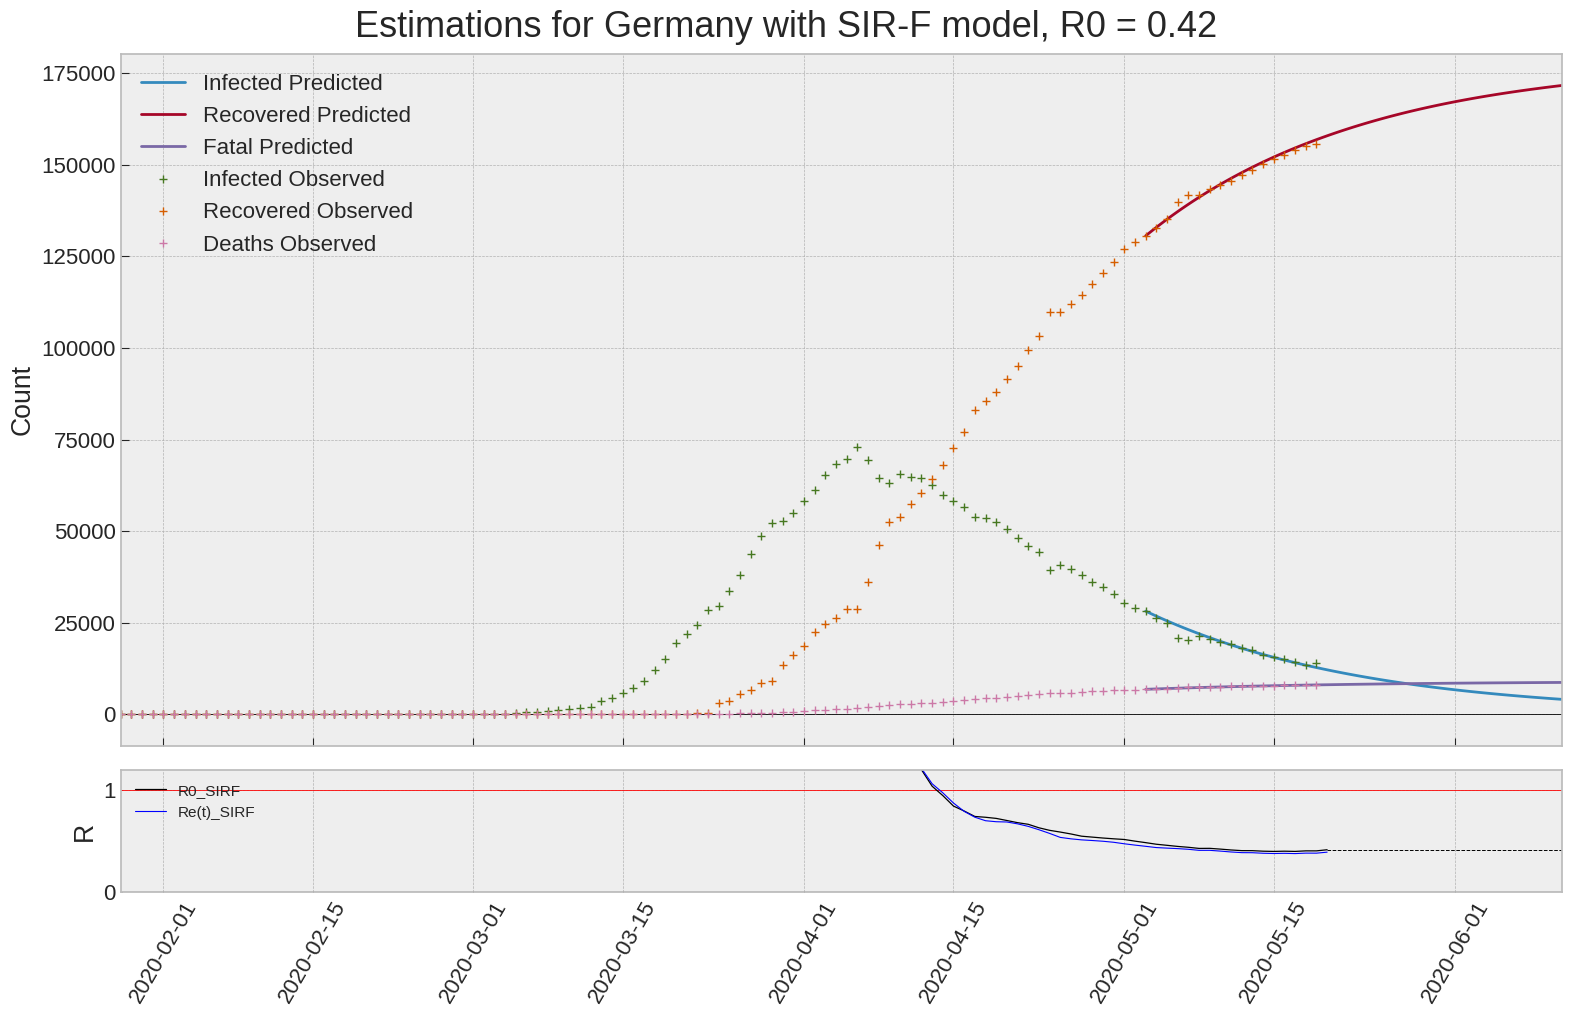 Estimations for Germany with SIR-F model, R0 = 0.42
175000
150000
125000
100000
75000
50000
25000
0
Count
Infected Predicted
Recovered Predicted
Fatal Predicted
Infected Observed
Recovered Observed
Deaths Observed
1
0
R
R0_SIRF
Re(t)_SIRF
2020-02-01
2020-02-15
2020-03-01
2020-03-15
2020-04-01
2020-04-15
2020-05-01
2020-05-15
2020-06-01